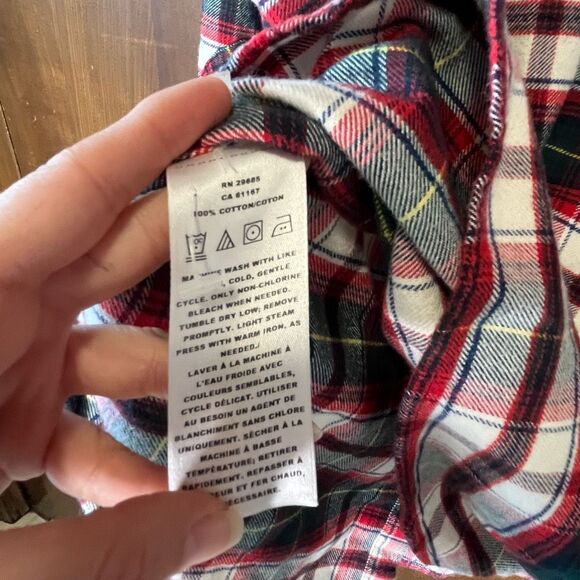 RN 29685
CA 61167
100% COTTON/COTON
WASH WITH LIKE
COLD, GENTLE
CYCLE. ONLY NON-CHLORINE
BLEACH WHEN NEEDED.
TUMBLE DRY LOW; REMOVE
PROMPTLY. LIGHT STEAM
PRESS WITH WARM IRON, AS
NEEDED./
LAVER À LA MACHINE À
L'EAU FROIDE AVEC
COULEURS SEMBLABLES,
CYCLE DÉLICAT. UTILISER
AU BESOIN UN AGENT DE
BLANCHIMENT SANS CHLORE
UNIQUEMENT. SÉCHER À LA
MACHINE À BASSE
TEMPÉRATURE; RETIRER
RAPIDEMENT. REPASSER À
ET FER CHAUD,
NÉCESSAIRE.